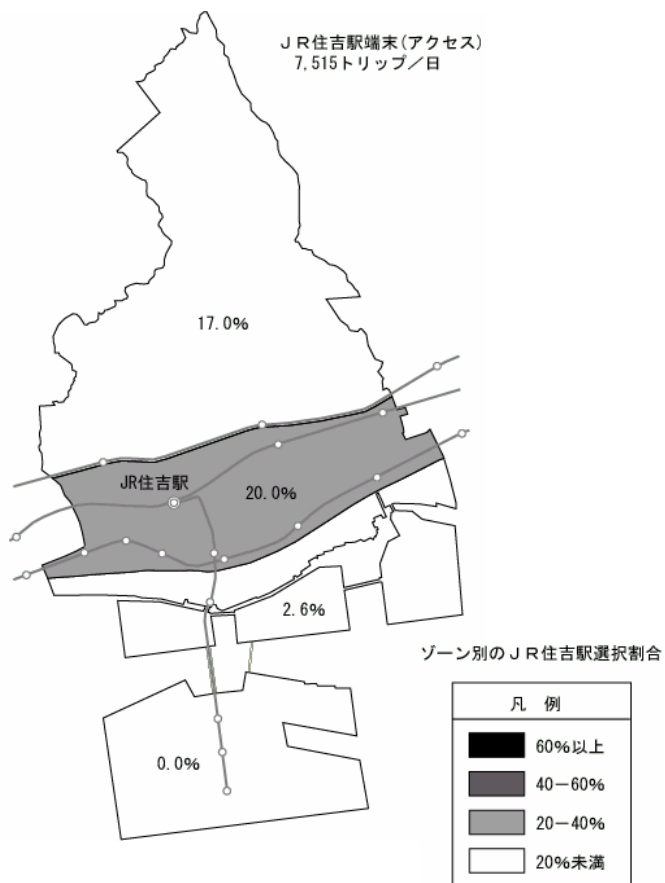 ＪＲ住吉駅端末(アクセス)
7,515トリップ／日
17.0%
JR住吉駅
20.0%
2.6%
0.0%
ゾーン別のＪＲ住吉駅選択割合
凡　例
60%以上
40－60%
20－40%
20%未満